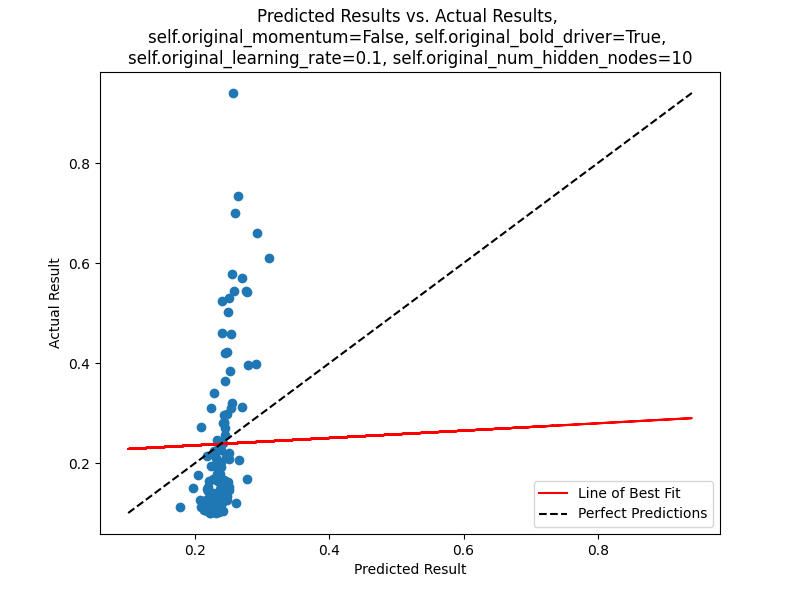 Predicted Results vs. Actual Results,
self.original_momentum=False, self.original_bold_driver=True,
self.original_learning_rate=0.1, self.original_num_hidden_nodes=10
Actual Result
0.8
0.6
0.4
0.2
Line of Best Fit
Perfect Predictions
0.2 0.4 0.6 0.8
Predicted Result